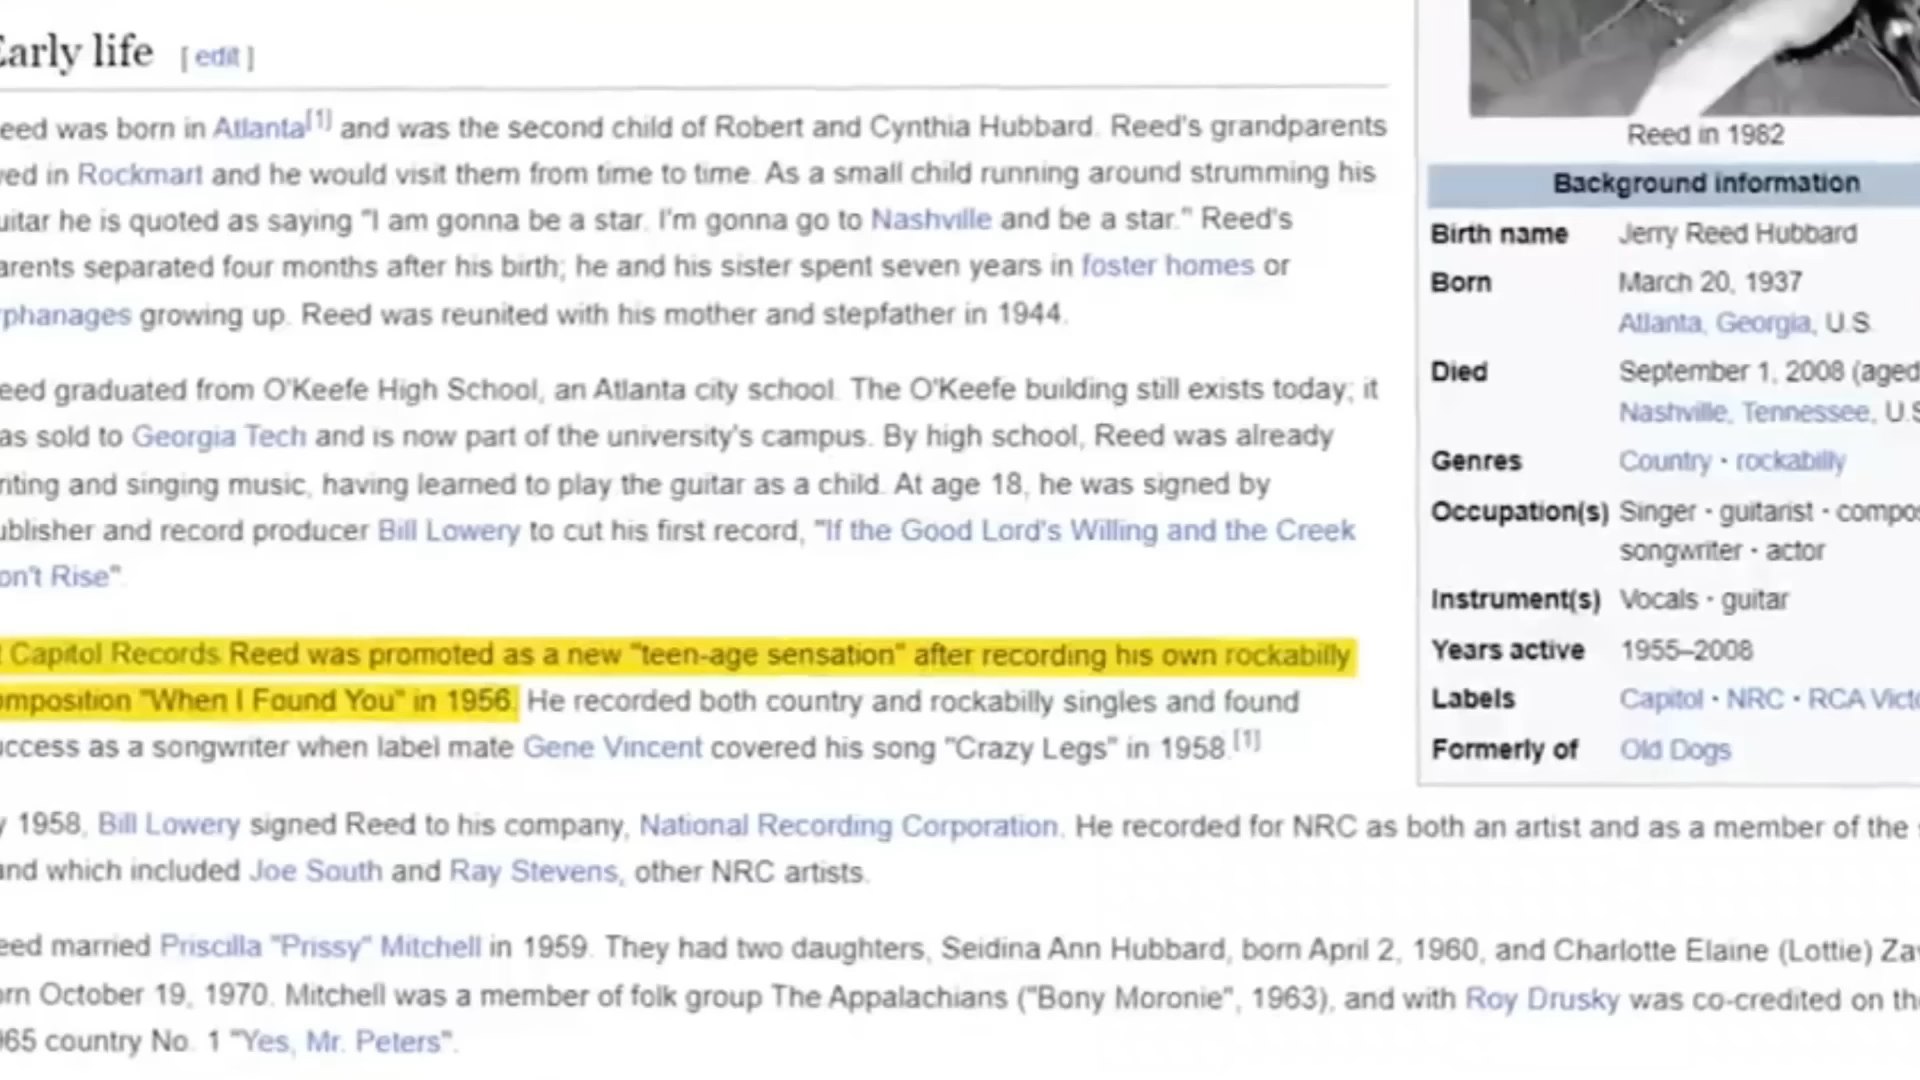 Early life [ edit ]
eed was born in Atlanta[1] and was the second child of Robert and Cynthia Hubbard. Reed's grandparents
ved in Rockmart and he would visit them from time to time. As a small child running around strumming his
uitar he is quoted as saying "I am gonna be a star. I'm gonna go to Nashville and be a star." Reed's
arents separated four months after his birth; he and his sister spent seven years in foster homes or
rphanages growing up. Reed was reunited with his mother and stepfather in 1944.
eed graduated from O'Keefe High School, an Atlanta city school. The O'Keefe building still exists today; it
as sold to Georgia Tech and is now part of the university's campus. By high school, Reed was already
riting and singing music, having learned to play the guitar as a child. At age 18, he was signed by
ublisher and record producer Bill Lowery to cut his first record, "If the Good Lord's Willing and the Creek
on't Rise".
t Capitol Records Reed was promoted as a new "teen-age sensation" after recording his own rockabilly
omposition "When I Found You" in 1956. He recorded both country and rockabilly singles and found
uccess as a songwriter when label mate Gene Vincent covered his song "Crazy Legs" in 1958.[1]
y 1958, Bill Lowery signed Reed to his company, National Recording Corporation. He recorded for NRC as both an artist and as a member of the s
and which included Joe South and Ray Stevens, other NRC artists.
eed married Priscilla "Prissy" Mitchell in 1959. They had two daughters, Seidina Ann Hubbard, born April 2, 1960, and Charlotte Elaine (Lottie) Zav
orn October 19, 1970. Mitchell was a member of folk group The Appalachians ("Bony Moronie", 1963), and with Roy Drusky was co-credited on the
965 country No. 1 "Yes, Mr. Peters".
Reed in 1982
Background information
Birth name Jerry Reed Hubbard
Born March 20, 1937
Atlanta, Georgia, U.S.
Died September 1, 2008 (aged
Nashville, Tennessee, U.S
Genres Country · rockabilly
Occupation(s) Singer · guitarist · compos
songwriter · actor
Instrument(s) Vocals · guitar
Years active 1955–2008
Labels Capitol · NRC · RCA Victo
Formerly of Old Dogs